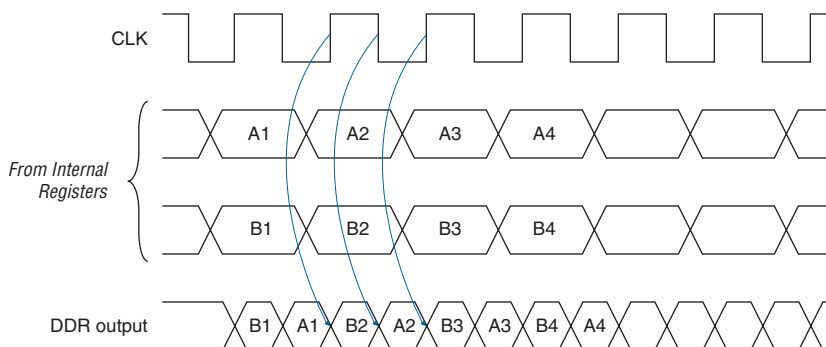 CLK
A1 A2 A3 A4
From Internal
Registers
B1 B2 B3 B4
DDR output B1 A1 B2 A2 B3 A3 B4 A4